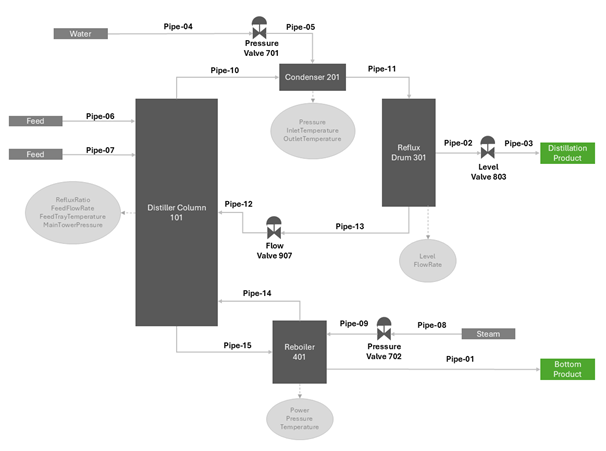 Pipe-04
Pipe-05
Water
Pressure
Valve 701
Pipe-10
Condenser 201
Pipe-11
Pipe-06
Feed
Pressure
InletTemperature
OutletTemperature
Pipe-07
Feed
Reflux
Drum 301
Pipe-02
Pipe-03
Distillation
Product
Level
Valve 803
RefluxRatio
FeedFlowRate
FeedTrayTemperature
MainTowerPressure
Distiller Column
101
Pipe-12
Pipe-13
Flow
Valve 907
Level
FlowRate
Pipe-14
Pipe-09
Pipe-08
Steam
Pipe-15
Reboiler
401
Pressure
Valve 702
Pipe-01
Bottom
Product
Power
Pressure
Temperature